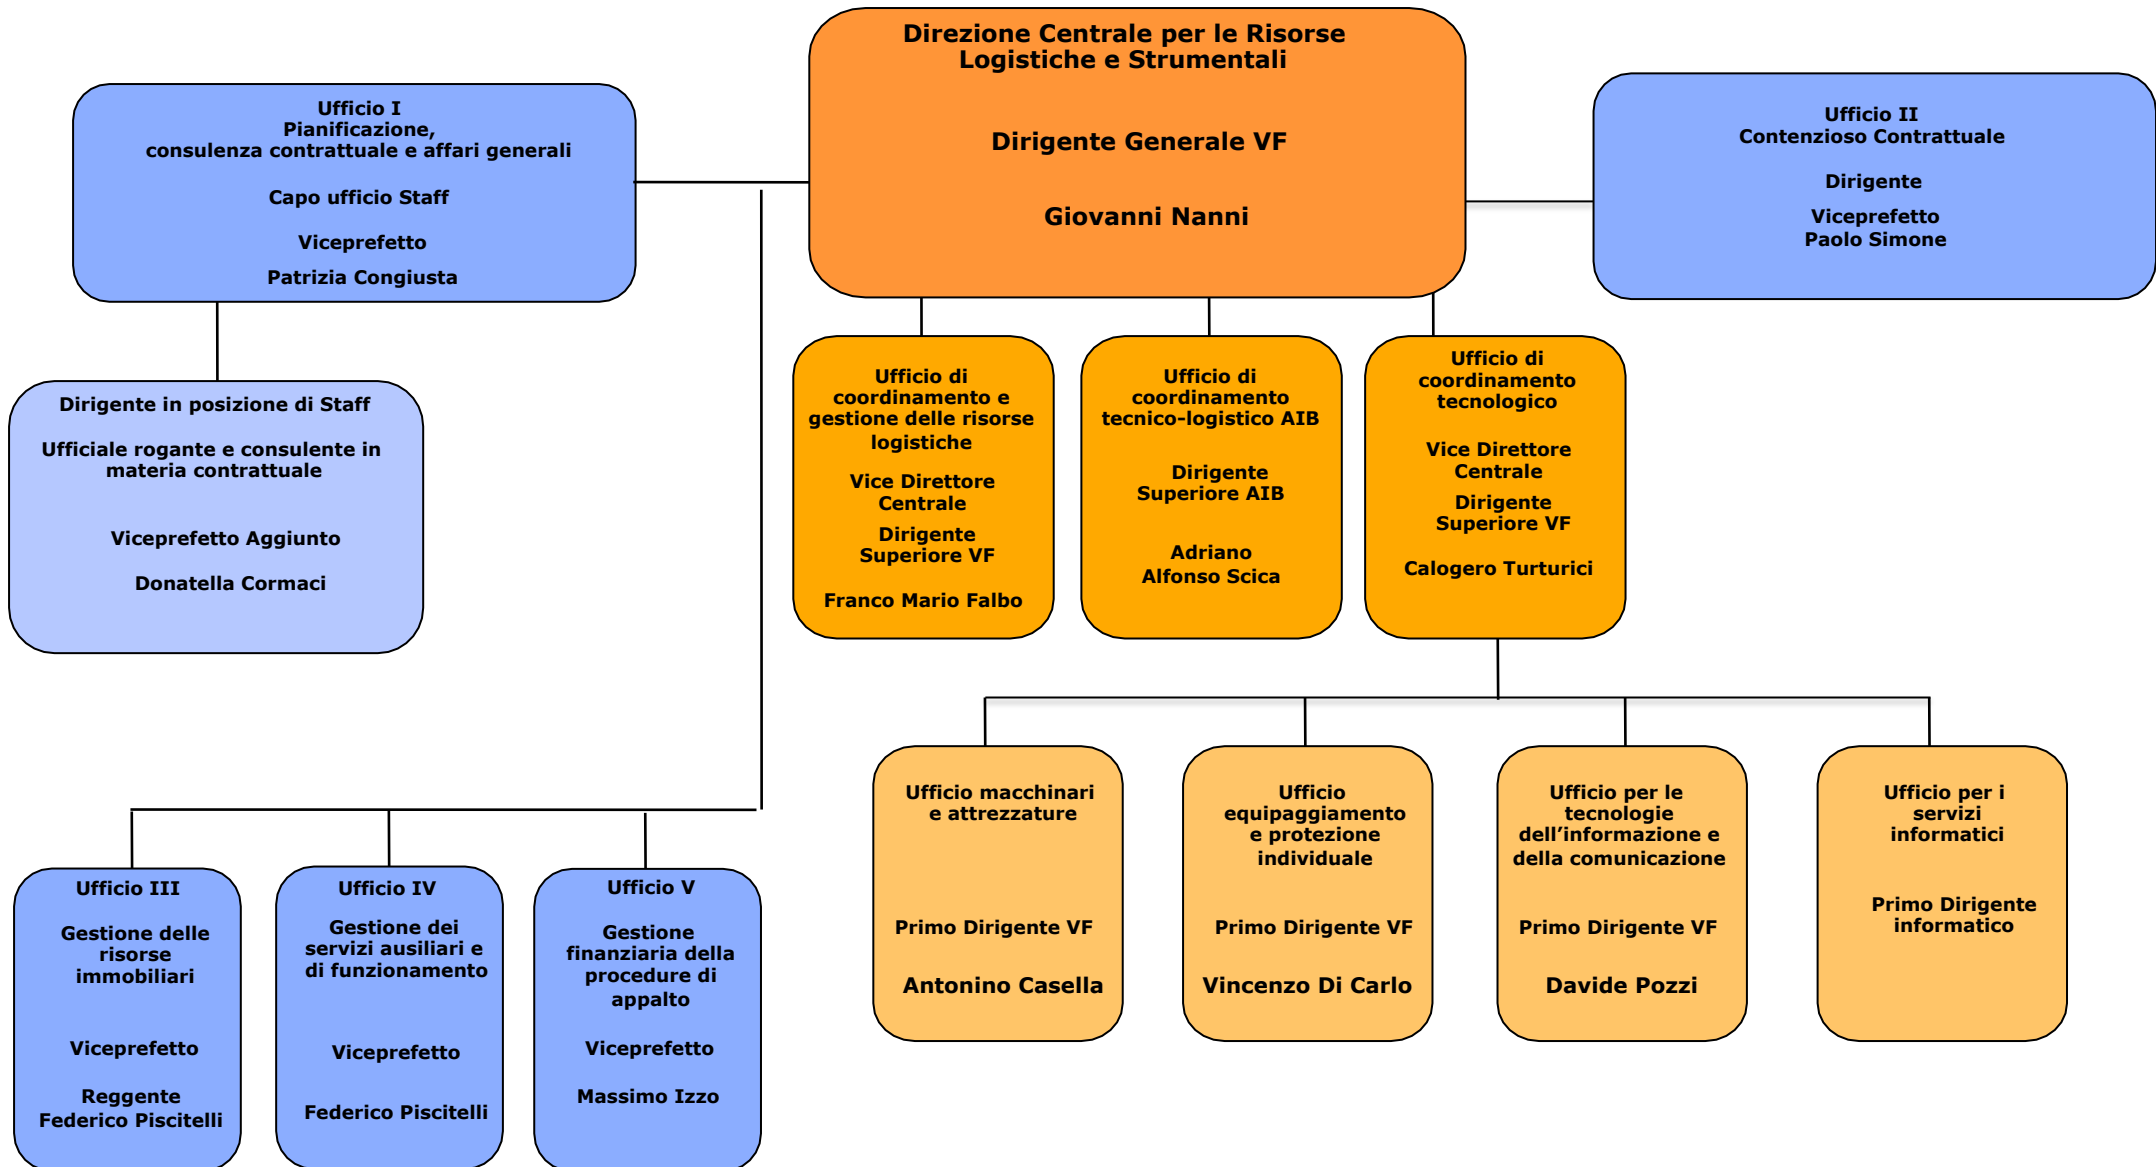 Direzione Centrale per le Risorse
Logistiche e Strumentali
Dirigente Generale VF
Giovanni Nanni
Ufficio I
Pianificazione,
consulenza contrattuale e affari generali
Capo ufficio Staff
Viceprefetto
Patrizia Congiusta
Ufficio II
Contenzioso Contrattuale
Dirigente
Viceprefetto
Paolo Simone
Dirigente in posizione di Staff
Ufficiale rogante e consulente in
materia contrattuale
Viceprefetto Aggiunto
Donatella Cormaci
Ufficio di
coordinamento e
gestione delle risorse
logistiche
Vice Direttore
Centrale
Dirigente
Superiore VF
Franco Mario Falbo
Ufficio di
coordinamento
tecnico-logistico AIB
Dirigente
Superiore AIB
Adriano
Alfonso Scica
Ufficio di
coordinamento
tecnologico
Vice Direttore
Centrale
Dirigente
Superiore VF
Calogero Turturici
Ufficio macchinari
e attrezzature
Primo Dirigente VF
Antonino Casella
Ufficio
equipaggiamento
e protezione
individuale
Primo Dirigente VF
Vincenzo Di Carlo
Ufficio per le
tecnologie
dell’informazione e
della comunicazione
Primo Dirigente VF
Davide Pozzi
Ufficio per i
servizi
informatici
Primo Dirigente
informatico
Ufficio III
Gestione delle
risorse
immobiliari
Viceprefetto
Reggente
Federico Piscitelli
Ufficio IV
Gestione dei
servizi ausiliari e
di funzionamento
Viceprefetto
Federico Piscitelli
Ufficio V
Gestione
finanziaria della
procedure di
appalto
Viceprefetto
Massimo Izzo